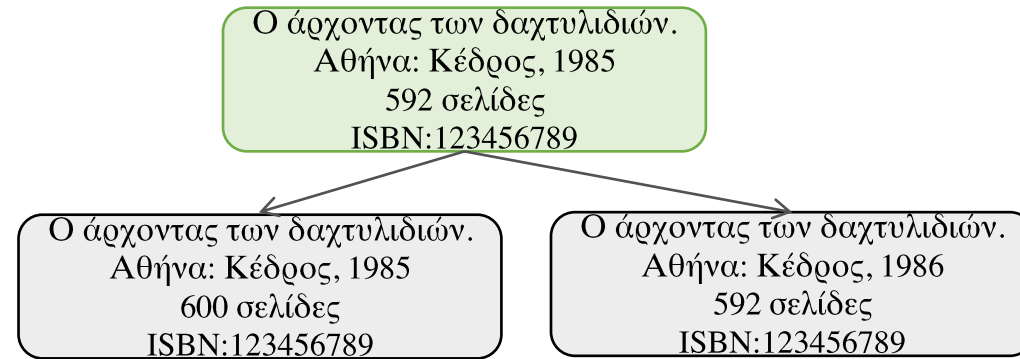 Ο άρχοντας των δαχτυλιδιών.
Αθήνα: Κέδρος, 1985
592 σελίδες
ISBN:123456789
Ο άρχοντας των δαχτυλιδιών.
Αθήνα: Κέδρος, 1985
600 σελίδες
ISBN:123456789
Ο άρχοντας των δαχτυλιδιών.
Αθήνα: Κέδρος, 1986
592 σελίδες
ISBN:123456789